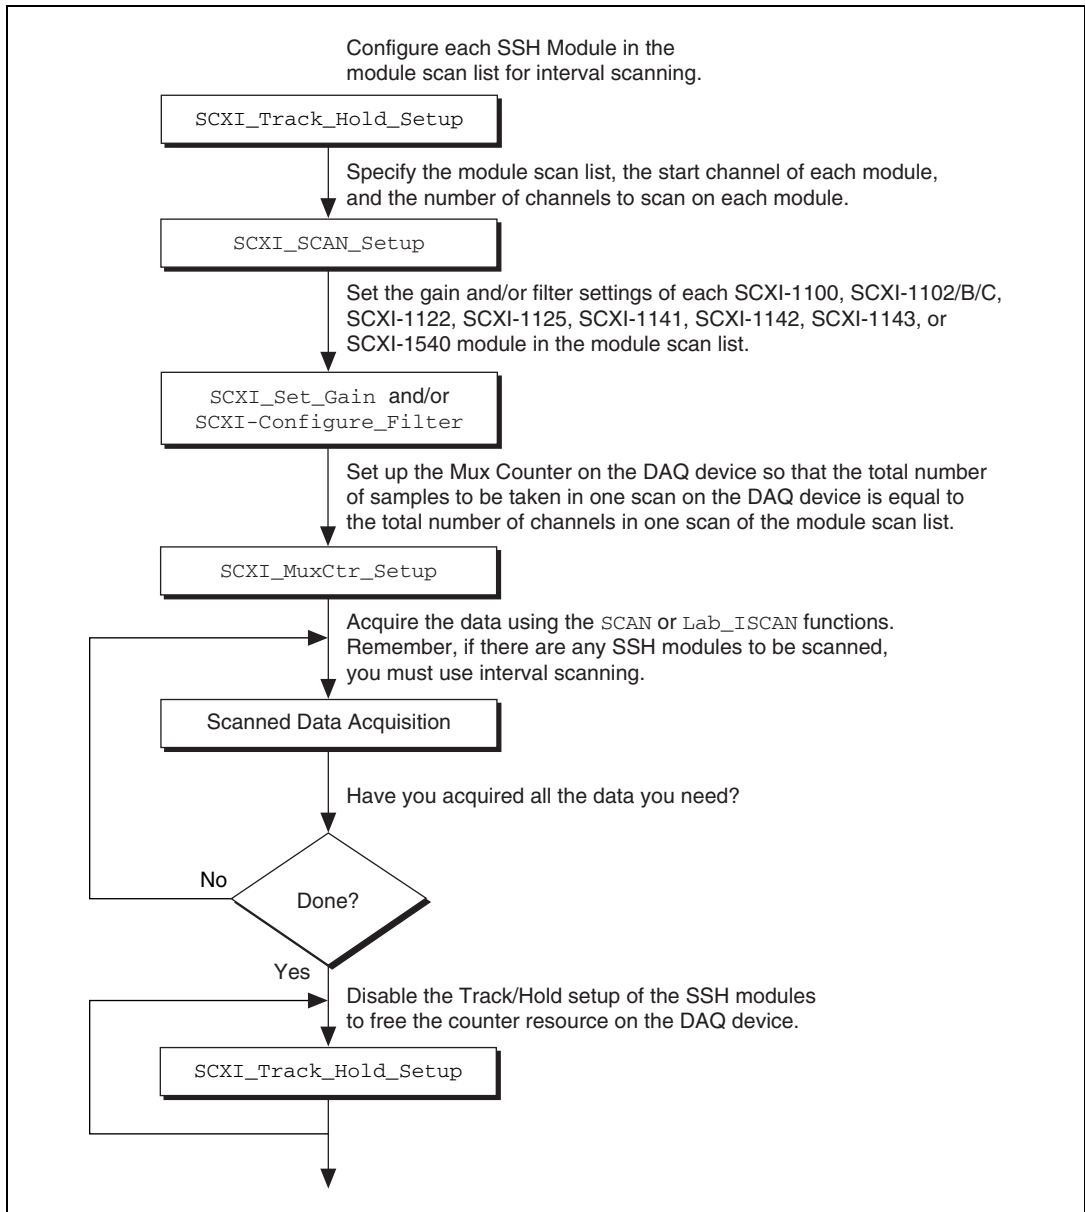 Configure each SSH Module in the
module scan list for interval scanning.
SCXI_Track_Hold_Setup
Specify the module scan list, the start channel of each module,
and the number of channels to scan on each module.
SCXI_SCAN_Setup
Set the gain and/or filter settings of each SCXI-1100, SCXI-1102/B/C,
SCXI-1122, SCXI-1125, SCXI-1141, SCXI-1142, SCXI-1143, or
SCXI-1540 module in the module scan list.
SCXI_Set_Gain and/or
SCXI-Configure_Filter
Set up the Mux Counter on the DAQ device so that the total number
of samples to be taken in one scan on the DAQ device is equal to
the total number of channels in one scan of the module scan list.
SCXI_MuxCtr_Setup
Acquire the data using the SCAN or Lab_ISCAN functions.
Remember, if there are any SSH modules to be scanned,
you must use interval scanning.
Scanned Data Acquisition
Have you acquired all the data you need?
No
Done?
Yes
Disable the Track/Hold setup of the SSH modules
to free the counter resource on the DAQ device.
SCXI_Track_Hold_Setup